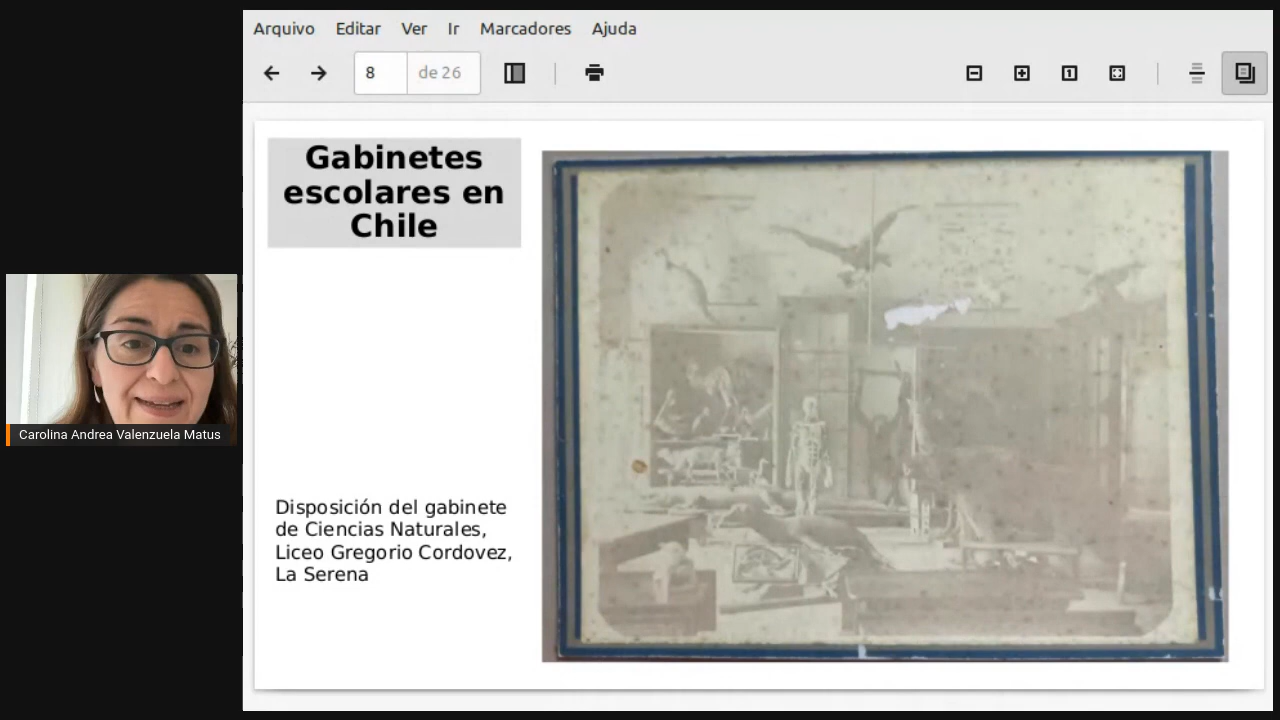 Arquivo Editar Ver Ir Marcadores Ajuda
8 de 26
Gabinetes
escolares en
Chile
Disposición del gabinete
de Ciencias Naturales,
Liceo Gregorio Cordovez,
La Serena
Carolina Andrea Valenzuela Matus